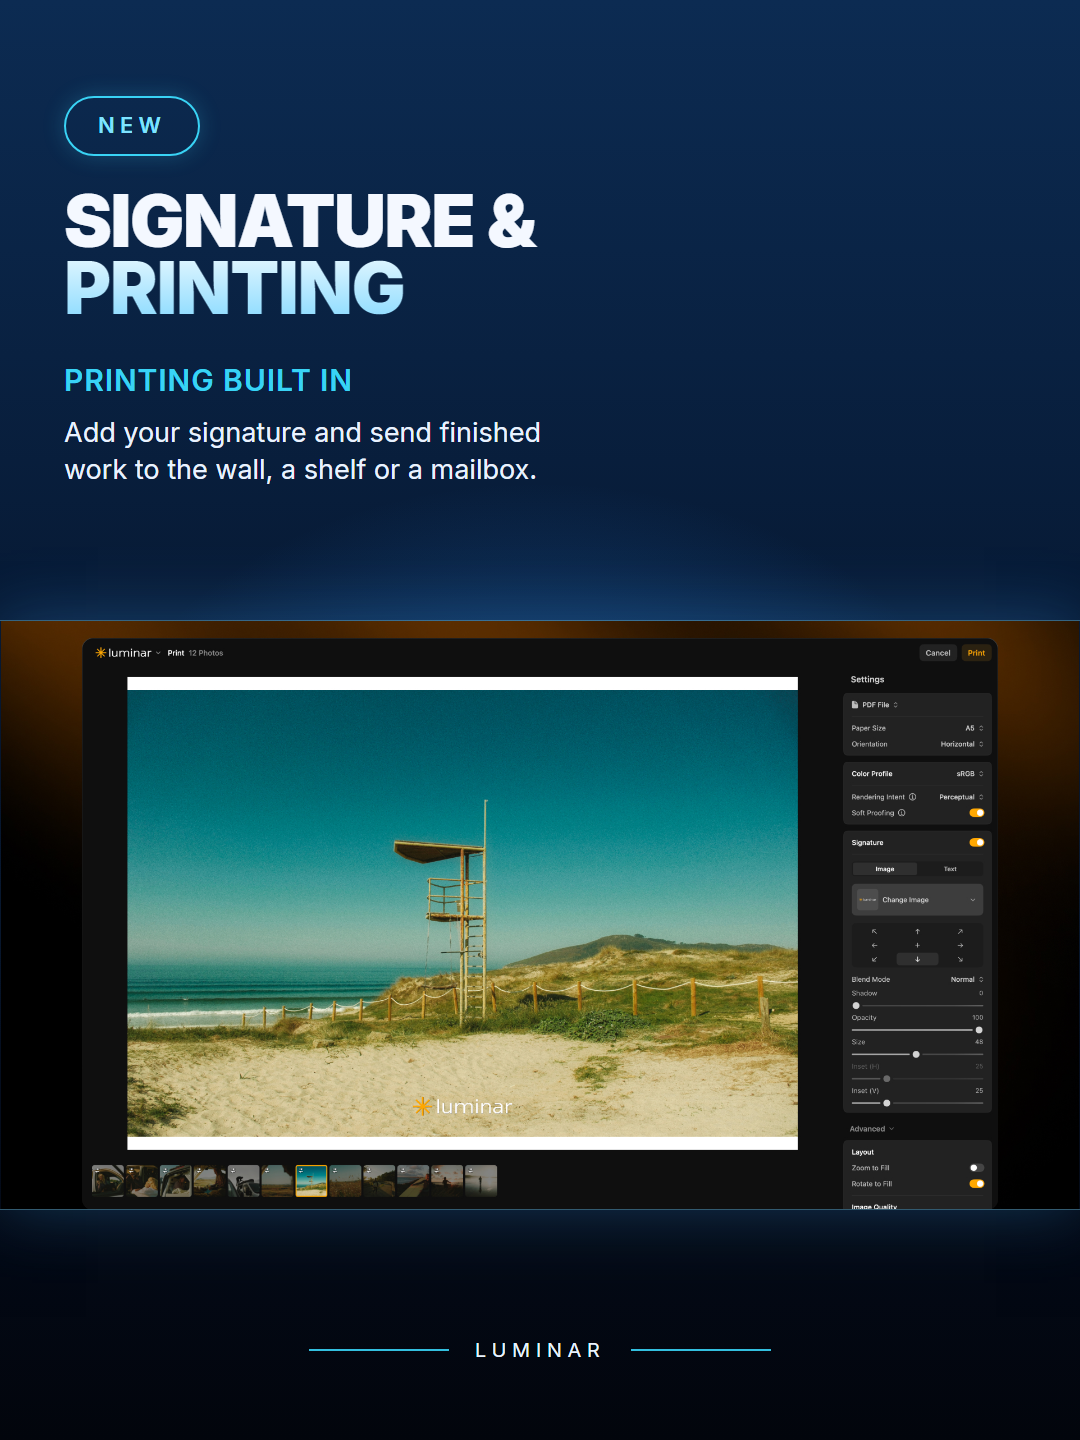 NEW
SIGNATURE &
PRINTING
PRINTING BUILT IN
Add your signature and send finished
work to the wall, a shelf or a mailbox.
luminar Print 12 Photos Cancel Print
Settings
PDF File
Paper Size A5
Orientation Horizontal
Color Profile sRGB
Rendering Intent Perceptual
Soft Proofing
Signature
Image Text
Change Image
Blend Mode Normal
Shadow 0
Opacity 100
Size 48
Inset (H) 25
Inset (V) 25
luminar
Advanced
Layout
Zoom to Fill
Rotate to Fill
Image Quality
LUMINAR